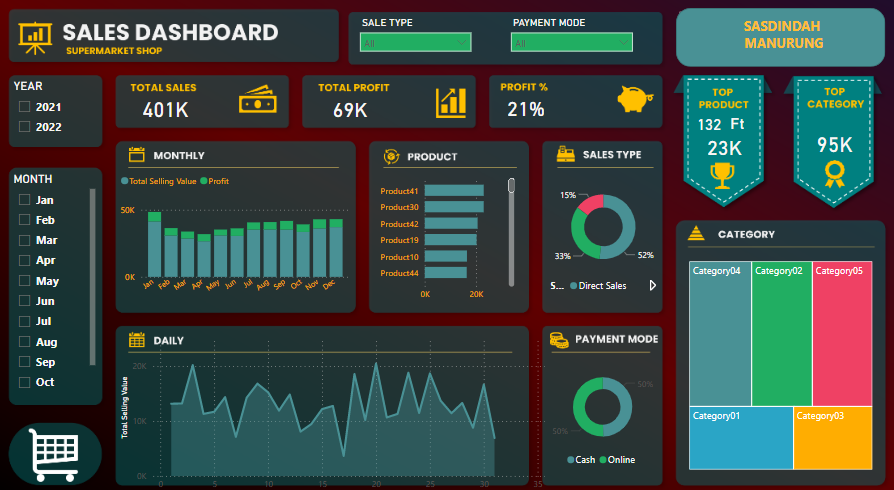 SALES DASHBOARD
SUPERMARKET SHOP
SALE TYPE
All
PAYMENT MODE
All
SASDINDAH
MANURUNG
YEAR
2021
2022
TOTAL SALES
401K
TOTAL PROFIT
69K
PROFIT %
21%
TOP
PRODUCT
132 Ft
23K
TOP
CATEGORY
95K
MONTH
Jan
Feb
Mar
Apr
May
Jun
Jul
Aug
Sep
Oct
MONTHLY
Total Selling Value Profit
50K
0K
Jan Feb Mar Apr May Jun Jul Aug Sep Oct Nov Dec
PRODUCT
Product41
Product30
Product42
Product19
Product10
Product44
0K 20K
SALES TYPE
15%
33%
52%
S... Direct Sales
CATEGORY
Category04
Category02
Category05
Category01
Category03
DAILY
Total Selling Value
20K
10K
0K
0 5 10 15 20 25 30 35
PAYMENT MODE
50%
50%
Cash Online